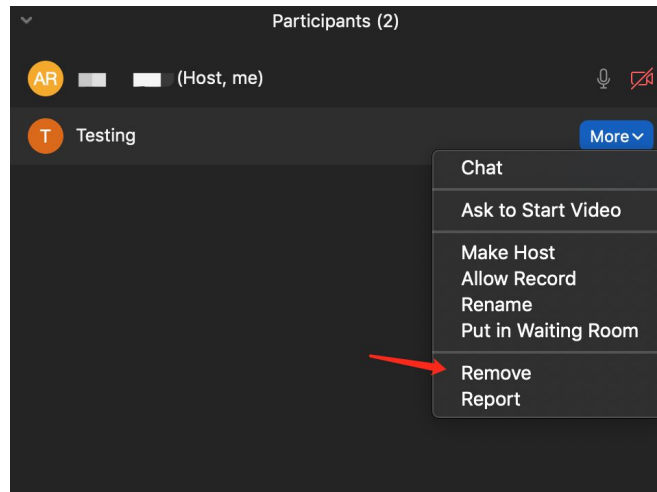 Participants (2)
AR (Host, me)
T Testing More
Chat
Ask to Start Video
Make Host
Allow Record
Rename
Put in Waiting Room
Remove
Report